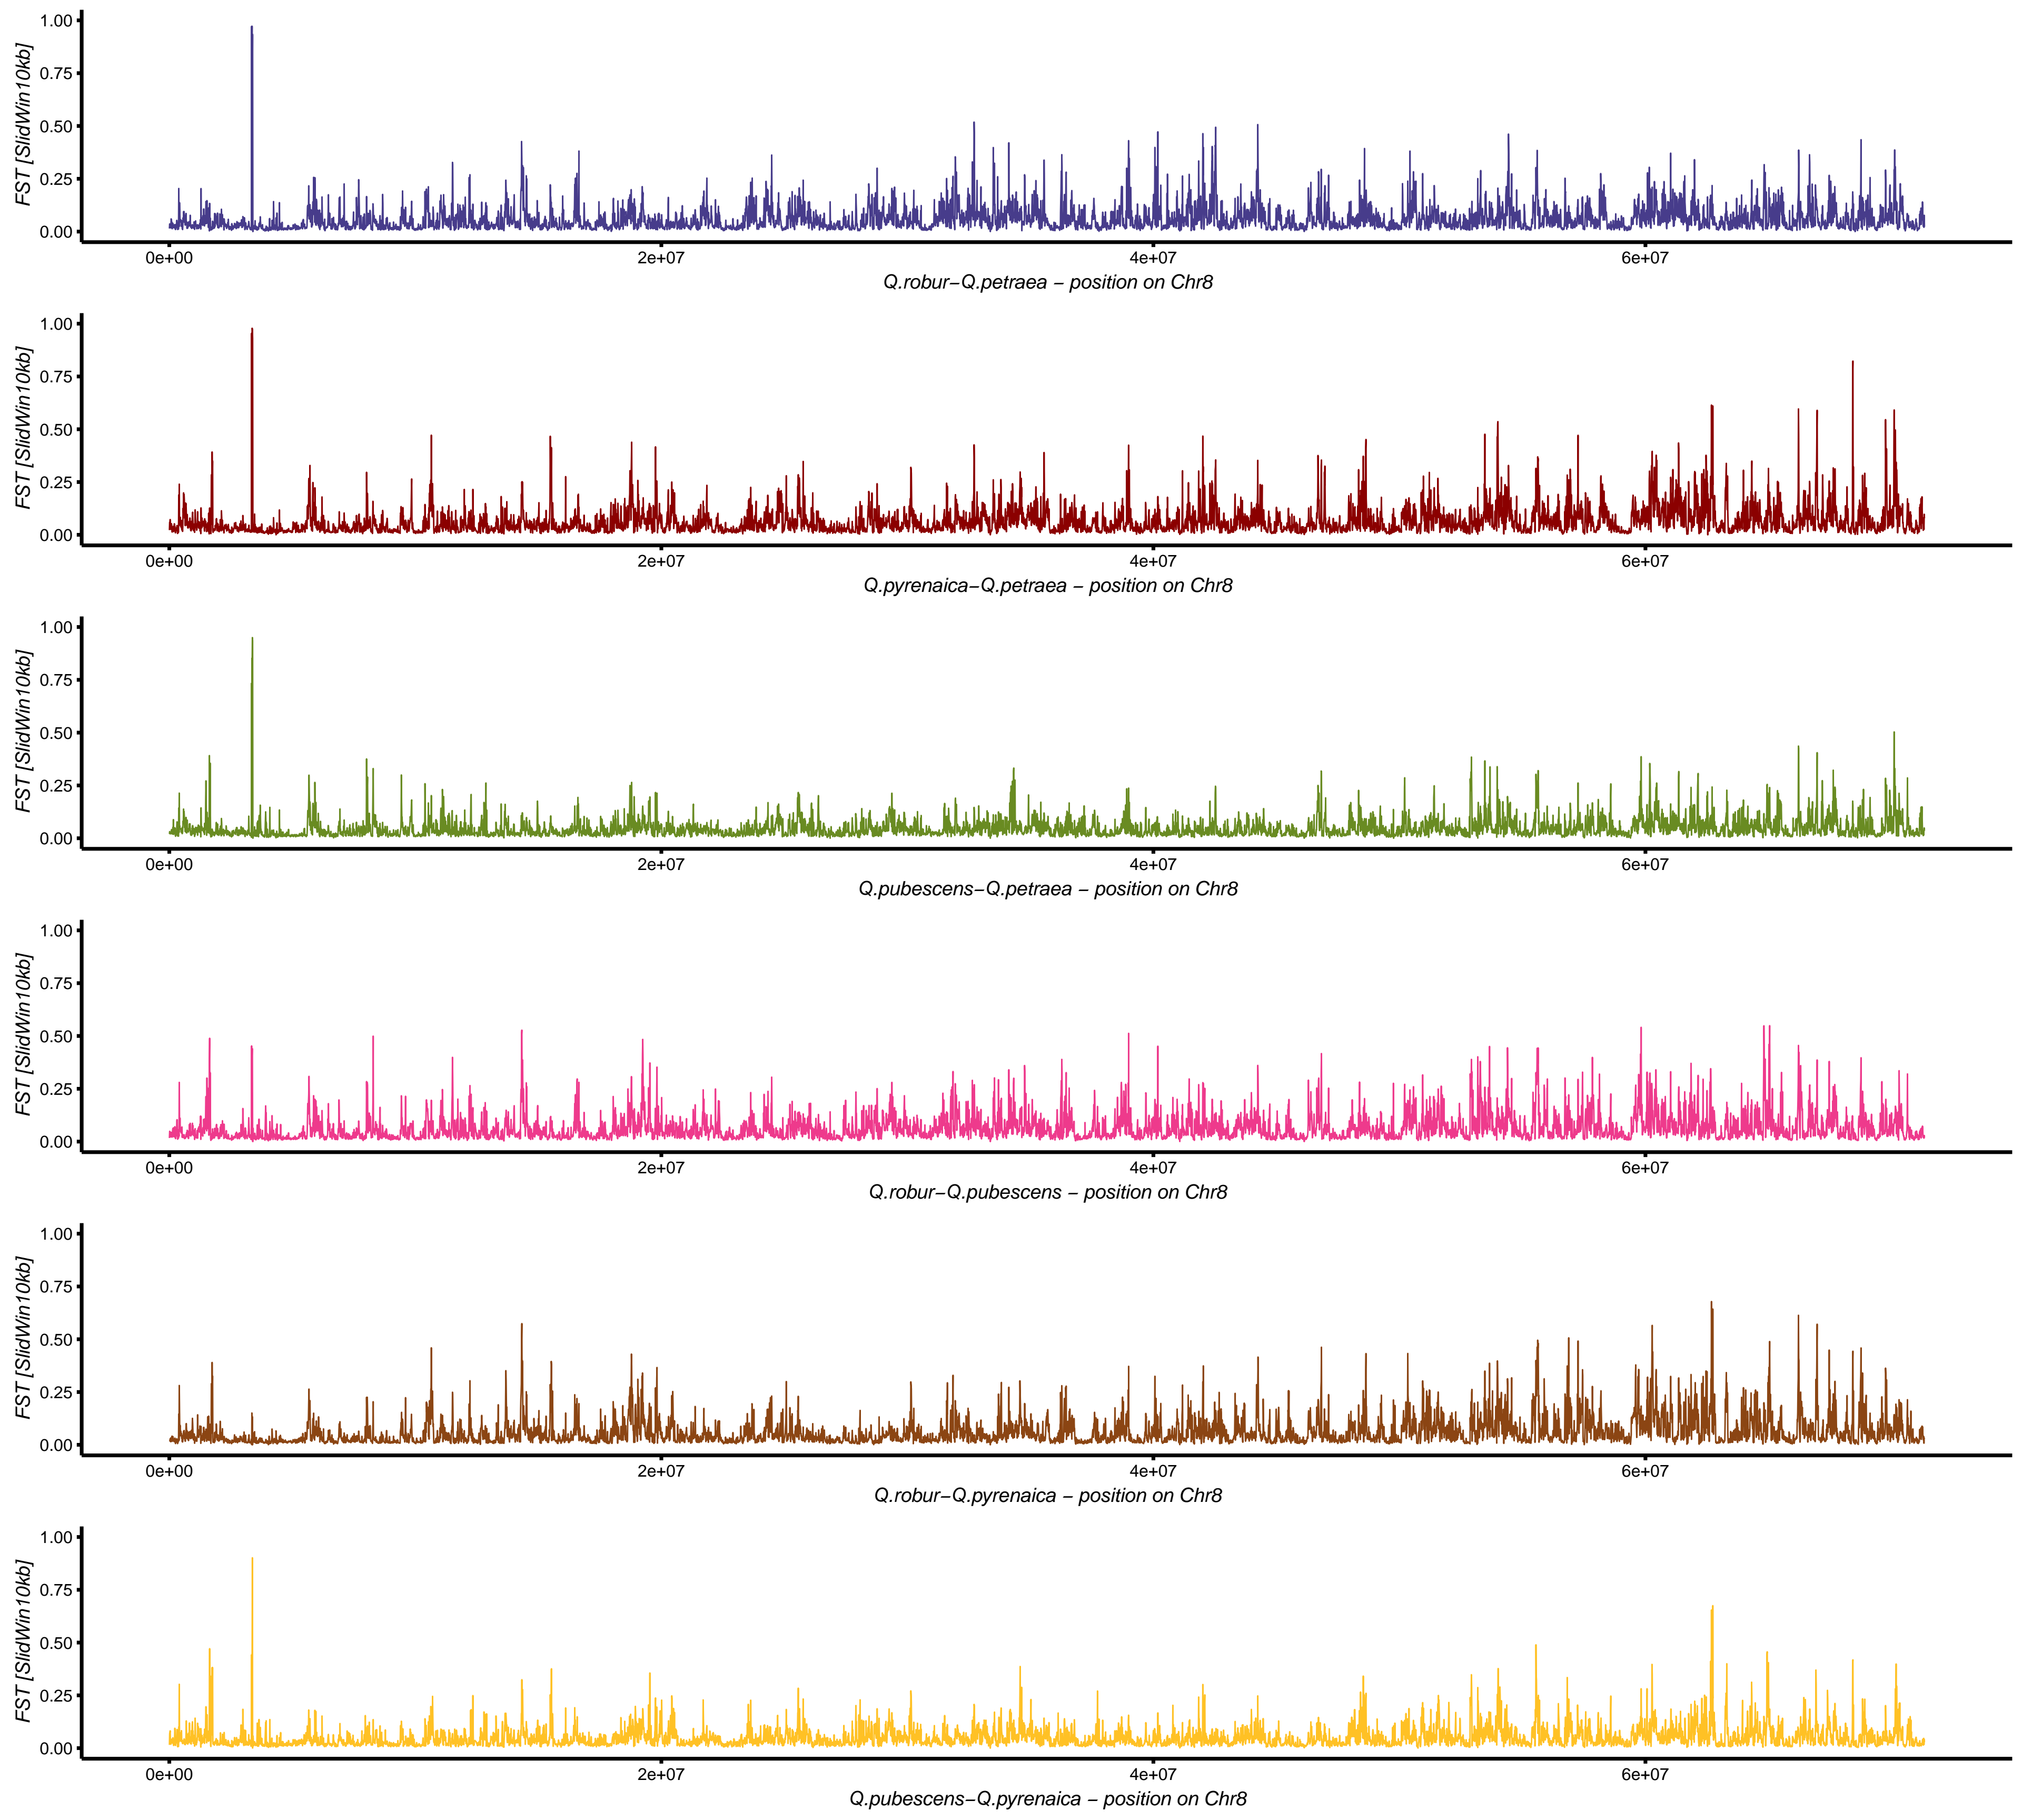 FST [SlidWin10kb]
1.00
0.75
0.50
0.25
0.00
0e+00 2e+07 4e+07 6e+07
Q.robur−Q.petraea − position on Chr8
FST [SlidWin10kb]
1.00
0.75
0.50
0.25
0.00
0e+00 2e+07 4e+07 6e+07
Q.pyrenaica−Q.petraea − position on Chr8
FST [SlidWin10kb]
1.00
0.75
0.50
0.25
0.00
0e+00 2e+07 4e+07 6e+07
Q.pubescens−Q.petraea − position on Chr8
FST [SlidWin10kb]
1.00
0.75
0.50
0.25
0.00
0e+00 2e+07 4e+07 6e+07
Q.robur−Q.pubescens − position on Chr8
FST [SlidWin10kb]
1.00
0.75
0.50
0.25
0.00
0e+00 2e+07 4e+07 6e+07
Q.robur−Q.pyrenaica − position on Chr8
FST [SlidWin10kb]
1.00
0.75
0.50
0.25
0.00
0e+00 2e+07 4e+07 6e+07
Q.pubescens−Q.pyrenaica − position on Chr8